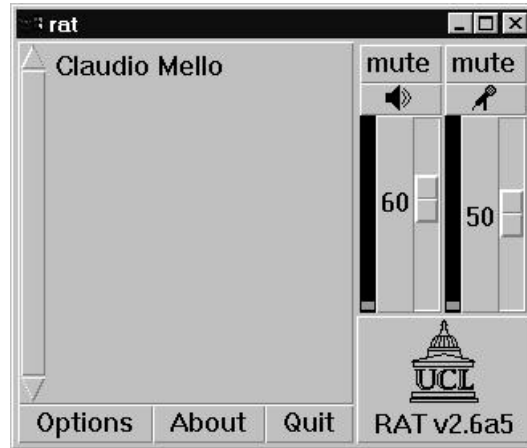 rat
Claudio Mello
mute mute
60
50
UCL
Options About Quit RAT v2.6a5